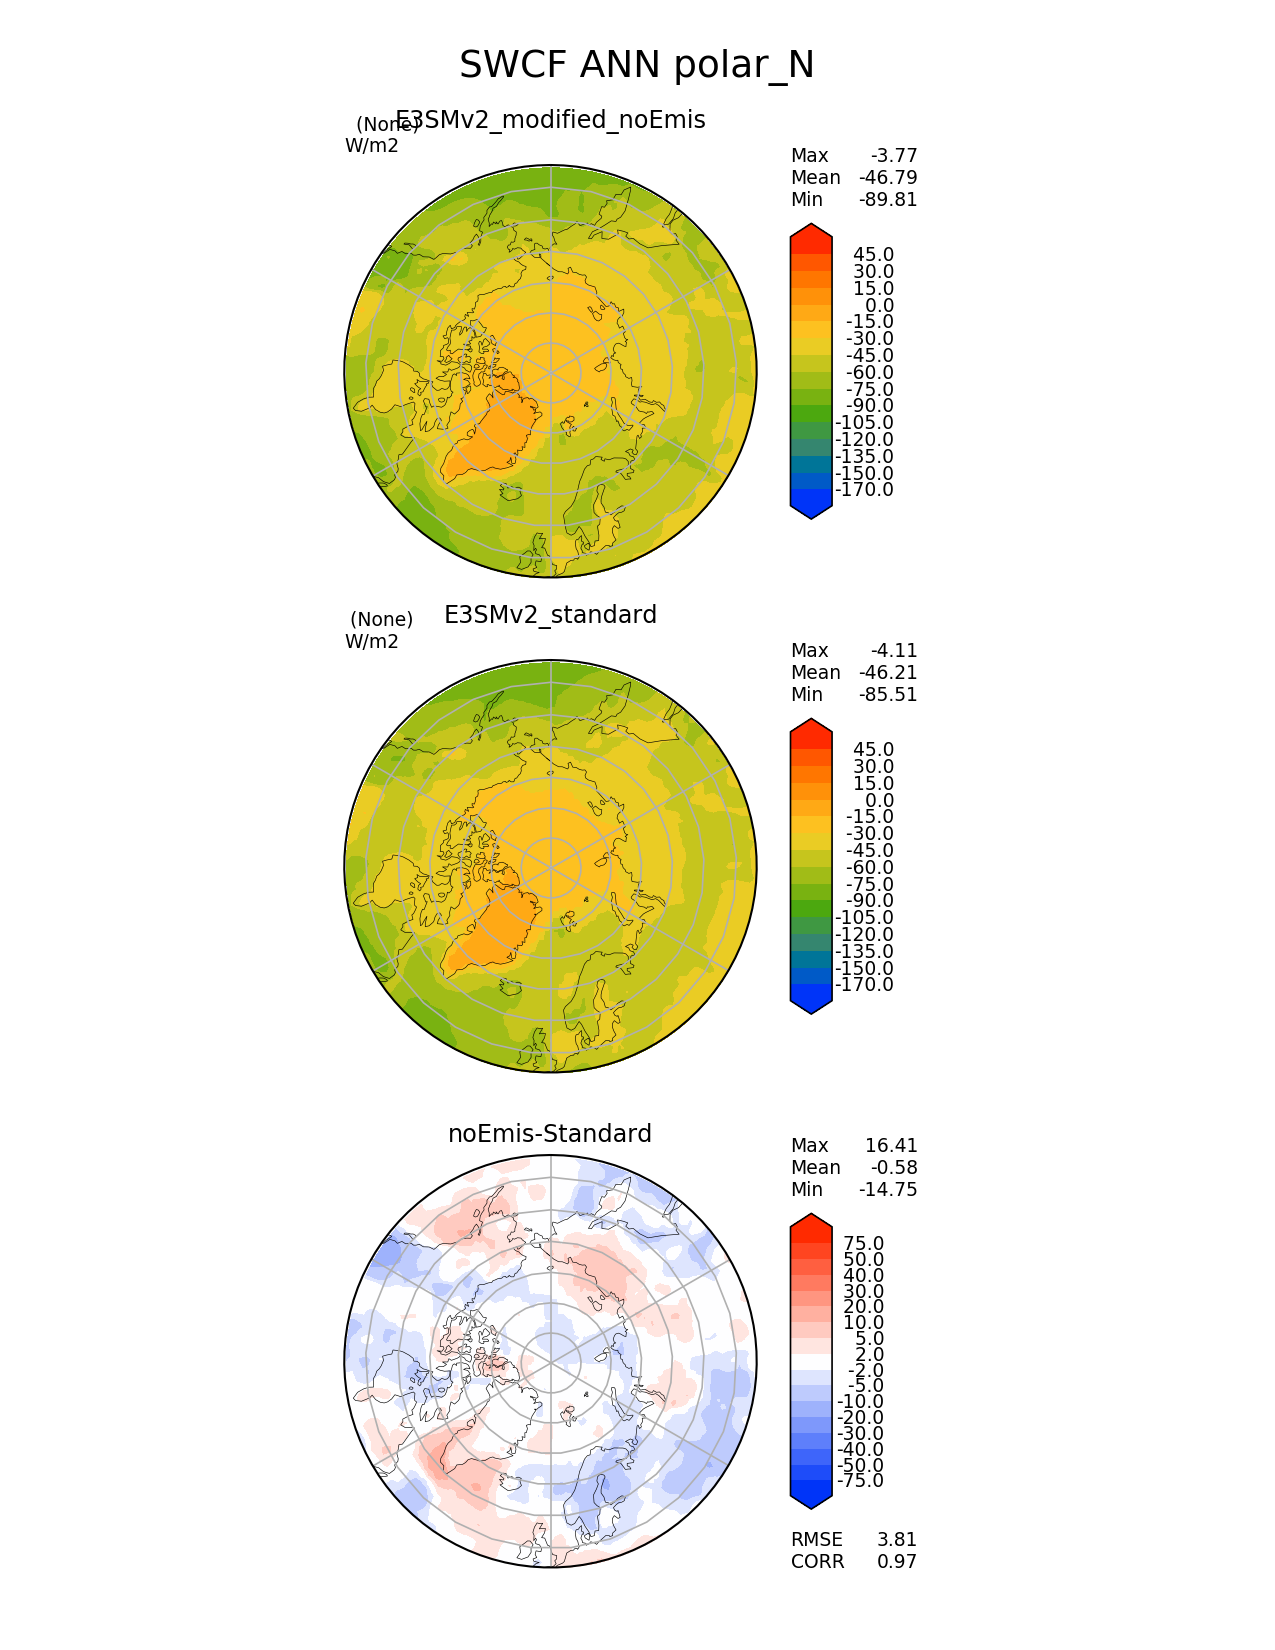 SWCF ANN polar_N
(None) E3SMv2_modified_noEmis
W/m2
Max -3.77
Mean -46.79
Min -89.81
45.0
30.0
15.0
0.0
-15.0
-30.0
-45.0
-60.0
-75.0
-90.0
-105.0
-120.0
-135.0
-150.0
-170.0
(None) E3SMv2_standard
W/m2
Max -4.11
Mean -46.21
Min -85.51
45.0
30.0
15.0
0.0
-15.0
-30.0
-45.0
-60.0
-75.0
-90.0
-105.0
-120.0
-135.0
-150.0
-170.0
noEmis-Standard
Max 16.41
Mean -0.58
Min -14.75
75.0
50.0
40.0
30.0
20.0
10.0
5.0
2.0
-2.0
-5.0
-10.0
-20.0
-30.0
-40.0
-50.0
-75.0
RMSE 3.81
CORR 0.97